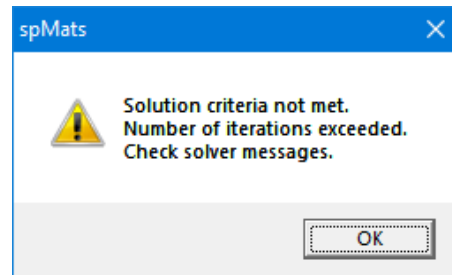 spMats
Solution criteria not met.
Number of iterations exceeded.
Check solver messages.
OK